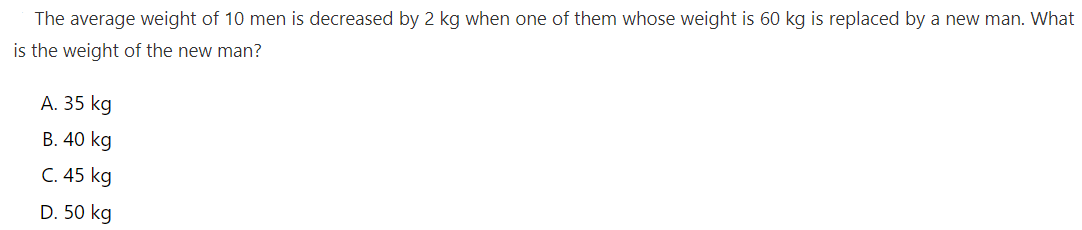 The average weight of 10 men is decreased by 2 kg when one of them whose weight is 60 kg is replaced by a new man. What
is the weight of the new man?
A. 35 kg
B. 40 kg
C. 45 kg
D. 50 kg